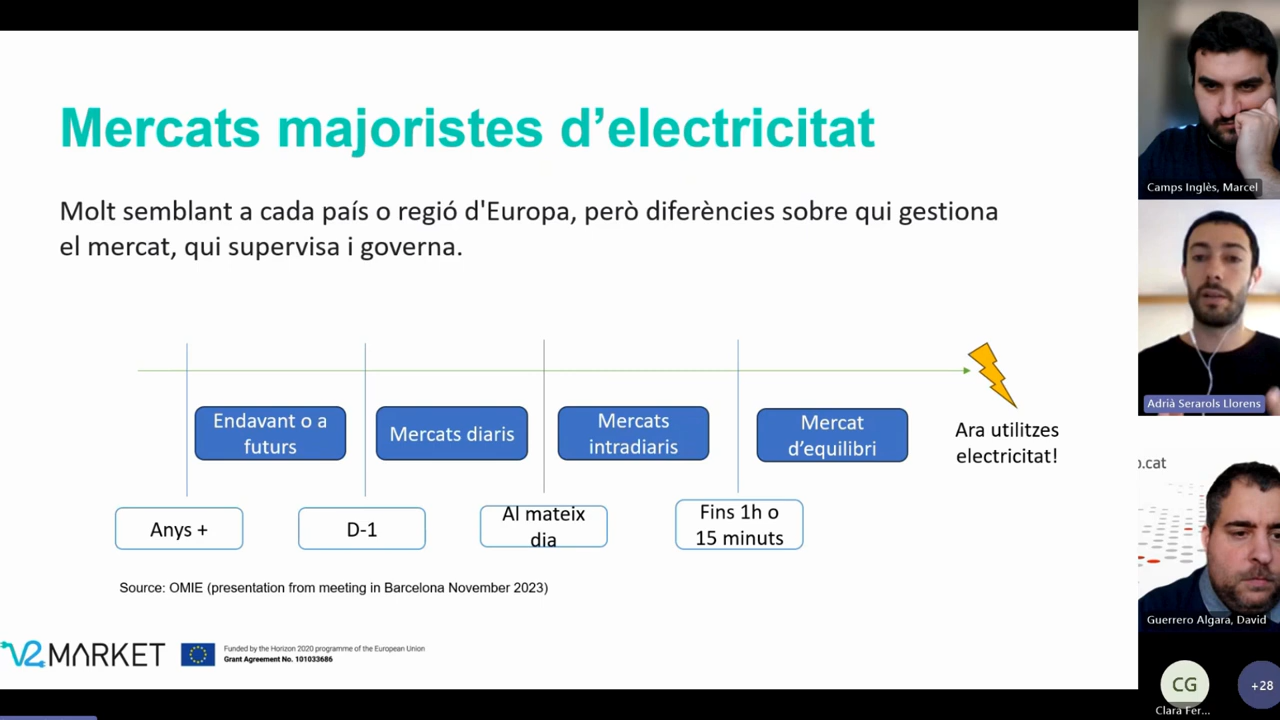 Mercats majoristes d’electricitat
Molt semblant a cada país o regió d'Europa, però diferències sobre qui gestiona
el mercat, qui supervisa i governa.
Endavant o a
futurs
Mercats diaris
Mercats
intradiaris
Mercat
d’equilibri
Ara utilitzes
electricitat!
Anys +
D-1
Al mateix
dia
Fins 1h o
15 minuts
Source: OMIE (presentation from meeting in Barcelona November 2023)
V2MARKET
Funded by the Horizon 2020 programme of the European Union
Grant Agreement No. 101033686
Camps Inglès, Marcel
Adrià Serarols Llorens
o.cat
Guerrero Algara, David
CG
Clara Fer...
+28